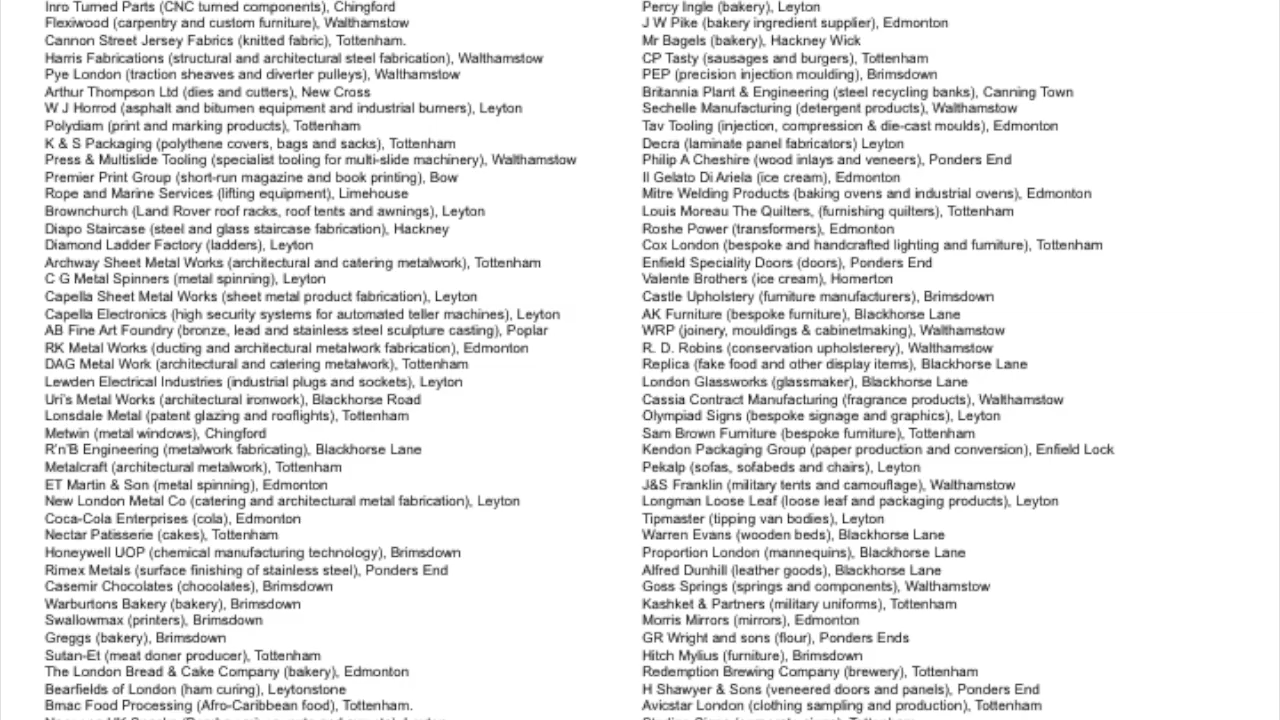 Inro Turned Parts (CNC turned components), Chingford
Flexiwood (carpentry and custom furniture), Walthamstow
Cannon Street Jersey Fabrics (knitted fabric), Tottenham.
Harris Fabrications (structural and architectural steel fabrication), Walthamstow
Pye London (traction sheaves and diverter pulleys), Walthamstow
Arthur Thompson Ltd (dies and cutters), New Cross
W J Horrod (asphalt and bitumen equipment and industrial burners), Leyton
Polydiam (print and marking products), Tottenham
K & S Packaging (polythene covers, bags and sacks), Tottenham
Press & Multislide Tooling (specialist tooling for multi-slide machinery), Walthamstow
Premier Print Group (short-run magazine and book printing), Bow
Rope and Marine Services (lifting equipment), Limehouse
Brownchurch (Land Rover roof racks, roof tents and awnings), Leyton
Diapo Staircase (steel and glass staircase fabrication), Hackney
Diamond Ladder Factory (ladders), Leyton
Archway Sheet Metal Works (architectural and catering metalwork), Tottenham
C G Metal Spinners (metal spinning), Leyton
Capella Sheet Metal Works (sheet metal product fabrication), Leyton
Capella Electronics (high security systems for automated teller machines), Leyton
AB Fine Art Foundry (bronze, lead and stainless steel sculpture casting), Poplar
RK Metal Works (ducting and architectural metalwork fabrication), Edmonton
DAG Metal Work (architectural and catering metalwork), Tottenham
Lewden Electrical Industries (industrial plugs and sockets), Leyton
Uri's Metal Works (architectural ironwork), Blackhorse Road
Lonsdale Metal (patent glazing and rooflights), Tottenham
Metwin (metal windows), Chingford
R'n'B Engineering (metalwork fabricating), Blackhorse Lane
Metalcraft (architectural metalwork), Tottenham
ET Martin & Son (metal spinning), Edmonton
New London Metal Co (catering and architectural metal fabrication), Leyton
Coca-Cola Enterprises (cola), Edmonton
Nectar Patisserie (cakes), Tottenham
Honeywell UOP (chemical manufacturing technology), Brimsdown
Rimex Metals (surface finishing of stainless steel), Ponders End
Casemir Chocolates (chocolates), Brimsdown
Warburtons Bakery (bakery), Brimsdown
Swallowmax (printers), Brimsdown
Greggs (bakery), Brimsdown
Sutan-Et (meat doner producer), Tottenham
The London Bread & Cake Company (bakery), Edmonton
Bearfields of London (ham curing), Leytonstone
Bmac Food Processing (Afro-Caribbean food), Tottenham.
Percy Ingle (bakery), Leyton
J W Pike (bakery ingredient supplier), Edmonton
Mr Bagels (bakery), Hackney Wick
CP Tasty (sausages and burgers), Tottenham
PEP (precision injection moulding), Brimsdown
Britannia Plant & Engineering (steel recycling banks), Canning Town
Sechelle Manufacturing (detergent products), Walthamstow
Tav Tooling (injection, compression & die-cast moulds), Edmonton
Decra (laminate panel fabricators) Leyton
Philip A Cheshire (wood inlays and veneers), Ponders End
Il Gelato Di Ariela (ice cream), Edmonton
Mitre Welding Products (baking ovens and industrial ovens), Edmonton
Louis Moreau The Quilters, (furnishing quilters), Tottenham
Roshe Power (transformers), Edmonton
Cox London (bespoke and handcrafted lighting and furniture), Tottenham
Enfield Speciality Doors (doors), Ponders End
Valente Brothers (ice cream), Homerton
Castle Upholstery (furniture manufacturers), Brimsdown
AK Furniture (bespoke furniture), Blackhorse Lane
WRP (joinery, mouldings & cabinetmaking), Walthamstow
R. D. Robins (conservation upholsterery), Walthamstow
Replica (fake food and other display items), Blackhorse Lane
London Glassworks (glassmaker), Blackhorse Lane
Cassia Contract Manufacturing (fragrance products), Walthamstow
Olympiad Signs (bespoke signage and graphics), Leyton
Sam Brown Furniture (bespoke furniture), Tottenham
Kendon Packaging Group (paper production and conversion), Enfield Lock
Pekalp (sofas, sofabeds and chairs), Leyton
J&S Franklin (military tents and camouflage), Walthamstow
Longman Loose Leaf (loose leaf and packaging products), Leyton
Tipmaster (tipping van bodies), Leyton
Warren Evans (wooden beds), Blackhorse Lane
Proportion London (mannequins), Blackhorse Lane
Alfred Dunhill (leather goods), Blackhorse Lane
Goss Springs (springs and components), Walthamstow
Kashket & Partners (military uniforms), Tottenham
Morris Mirrors (mirrors), Edmonton
GR Wright and sons (flour), Ponders Ends
Hitch Mylius (furniture), Brimsdown
Redemption Brewing Company (brewery), Tottenham
H Shawyer & Sons (veneered doors and panels), Ponders End
Avicstar London (clothing sampling and production), Tottenham